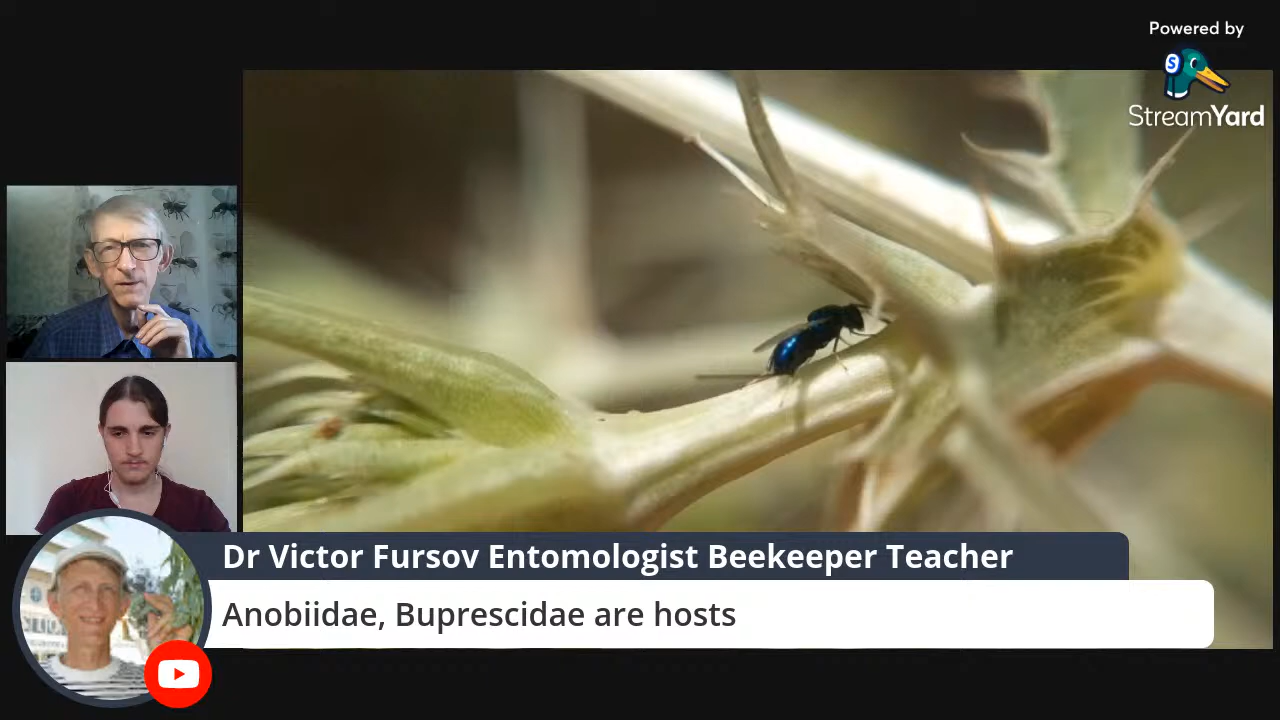 Powered by
S
StreamYard
Dr Victor Fursov Entomologist Beekeeper Teacher
Anobiidae, Buprescidae are hosts